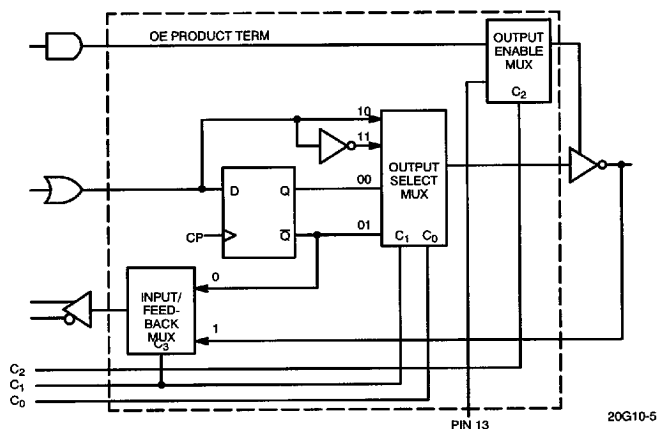 OE PRODUCT TERM
OUTPUT
ENABLE
MUX
C2
10
11
OUTPUT
SELECT
MUX
D Q
00
CP
Q̅
01
C1 C0
0
INPUT/
FEED-
BACK
MUX
C3
1
C2
C1
C0
PIN 13
20G10-5